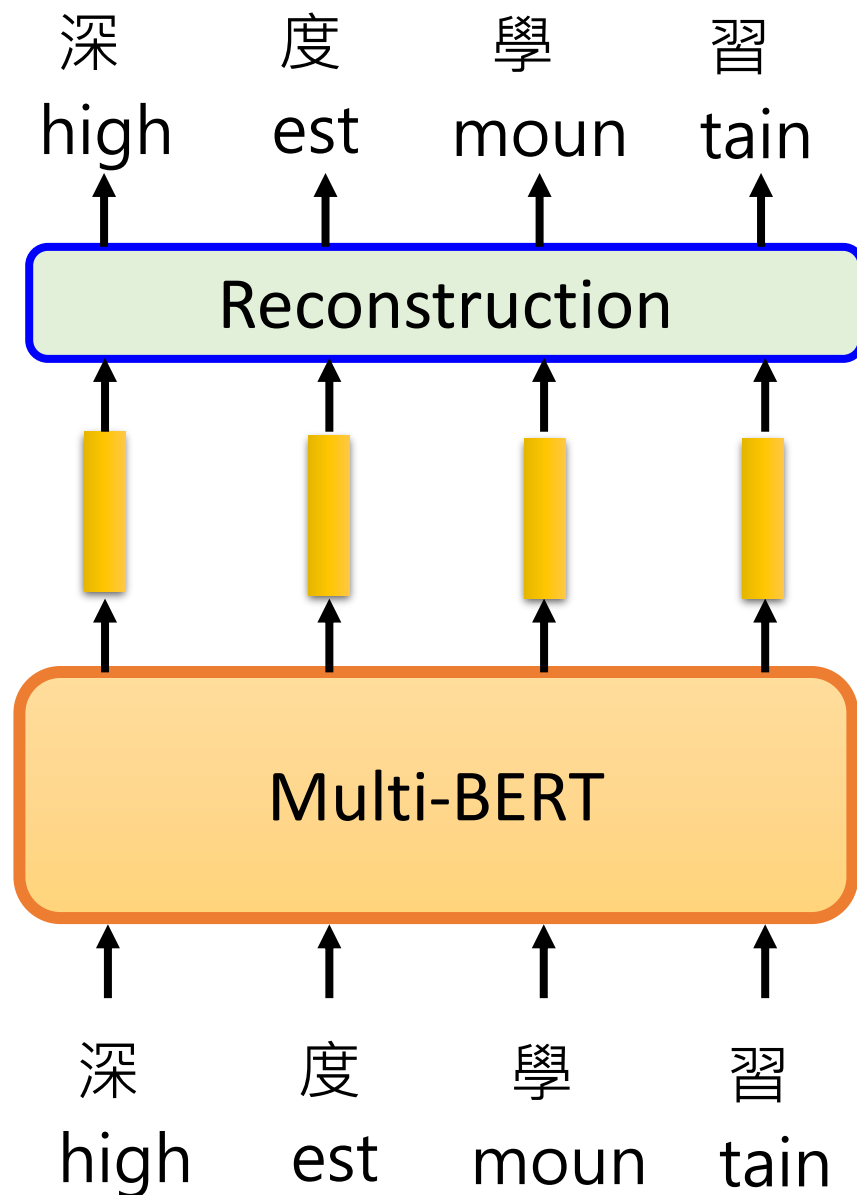 深 度 學 習
high est moun tain
Reconstruction
Multi-BERT
深 度 學 習
high est moun tain